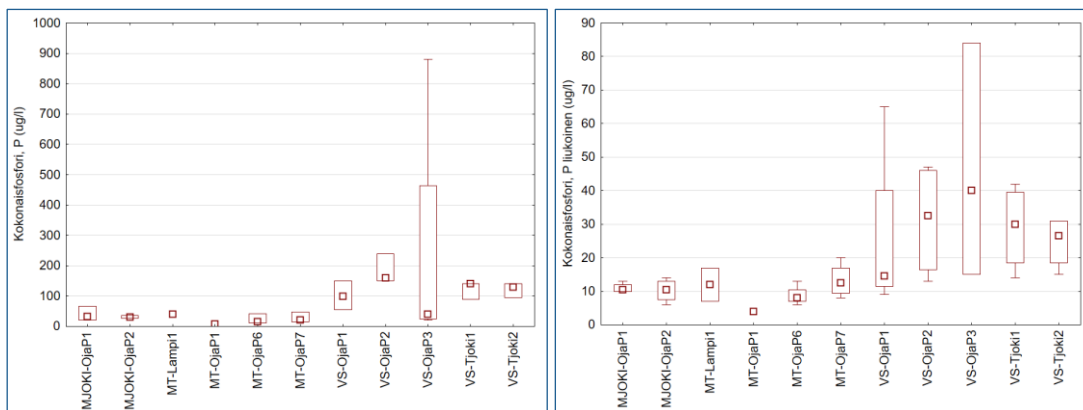 Kokonaisfosfori, P (ug/l)
1000
900
800
700
600
500
400
300
200
100
0
MJOKI-OjaP1
MJOKI-OjaP2
MT-Lampi1
MT-OjaP1
MT-OjaP6
MT-OjaP7
VS-OjaP1
VS-OjaP2
VS-OjaP3
VS-Tjoki1
VS-Tjoki2
Kokonaisfosfori, P liukoinen (ug/l)
90
80
70
60
50
40
30
20
10
0
MJOKI-OjaP1
MJOKI-OjaP2
MT-Lampi1
MT-OjaP1
MT-OjaP6
MT-OjaP7
VS-OjaP1
VS-OjaP2
VS-OjaP3
VS-Tjoki1
VS-Tjoki2